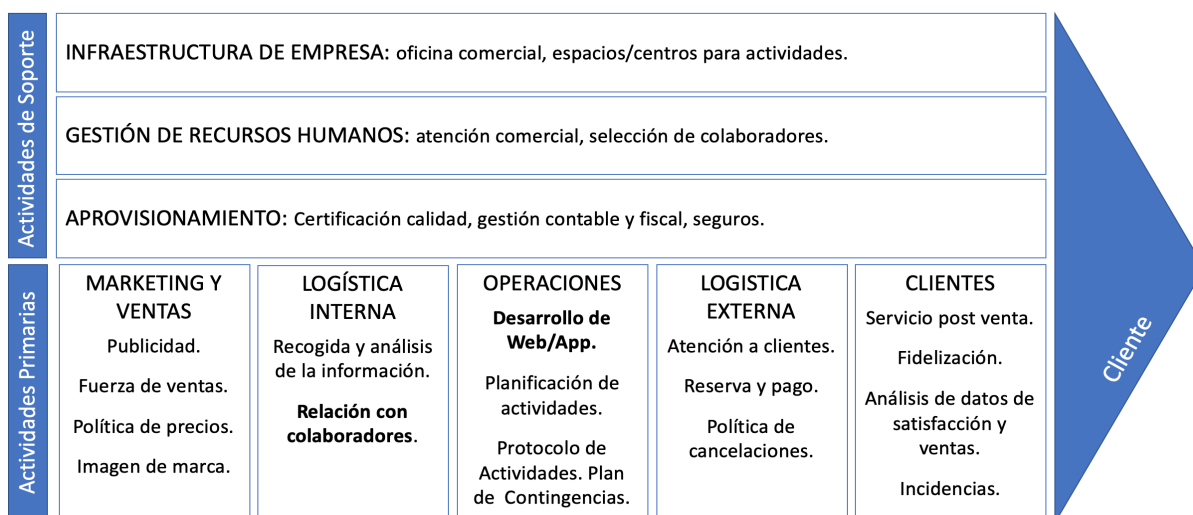 Actividades de Soporte
INFRAESTRUCTURA DE EMPRESA: oficina comercial, espacios/centros para actividades.
GESTIÓN DE RECURSOS HUMANOS: atención comercial, selección de colaboradores.
APROVISIONAMIENTO: Certificación calidad, gestión contable y fiscal, seguros.
Actividades Primarias
MARKETING Y
VENTAS
Publicidad.
Fuerza de ventas.
Política de precios.
Imagen de marca.
LOGÍSTICA
INTERNA
Recogida y análisis
de la información.
Relación con
colaboradores.
OPERACIONES
Desarrollo de
Web/App.
Planificación de
actividades.
Protocolo de
Actividades. Plan
de Contingencias.
LOGISTICA
EXTERNA
Atención a clientes.
Reserva y pago.
Política de
cancelaciones.
CLIENTES
Servicio post venta.
Fidelización.
Análisis de datos de
satisfacción y
ventas.
Incidencias.
Cliente